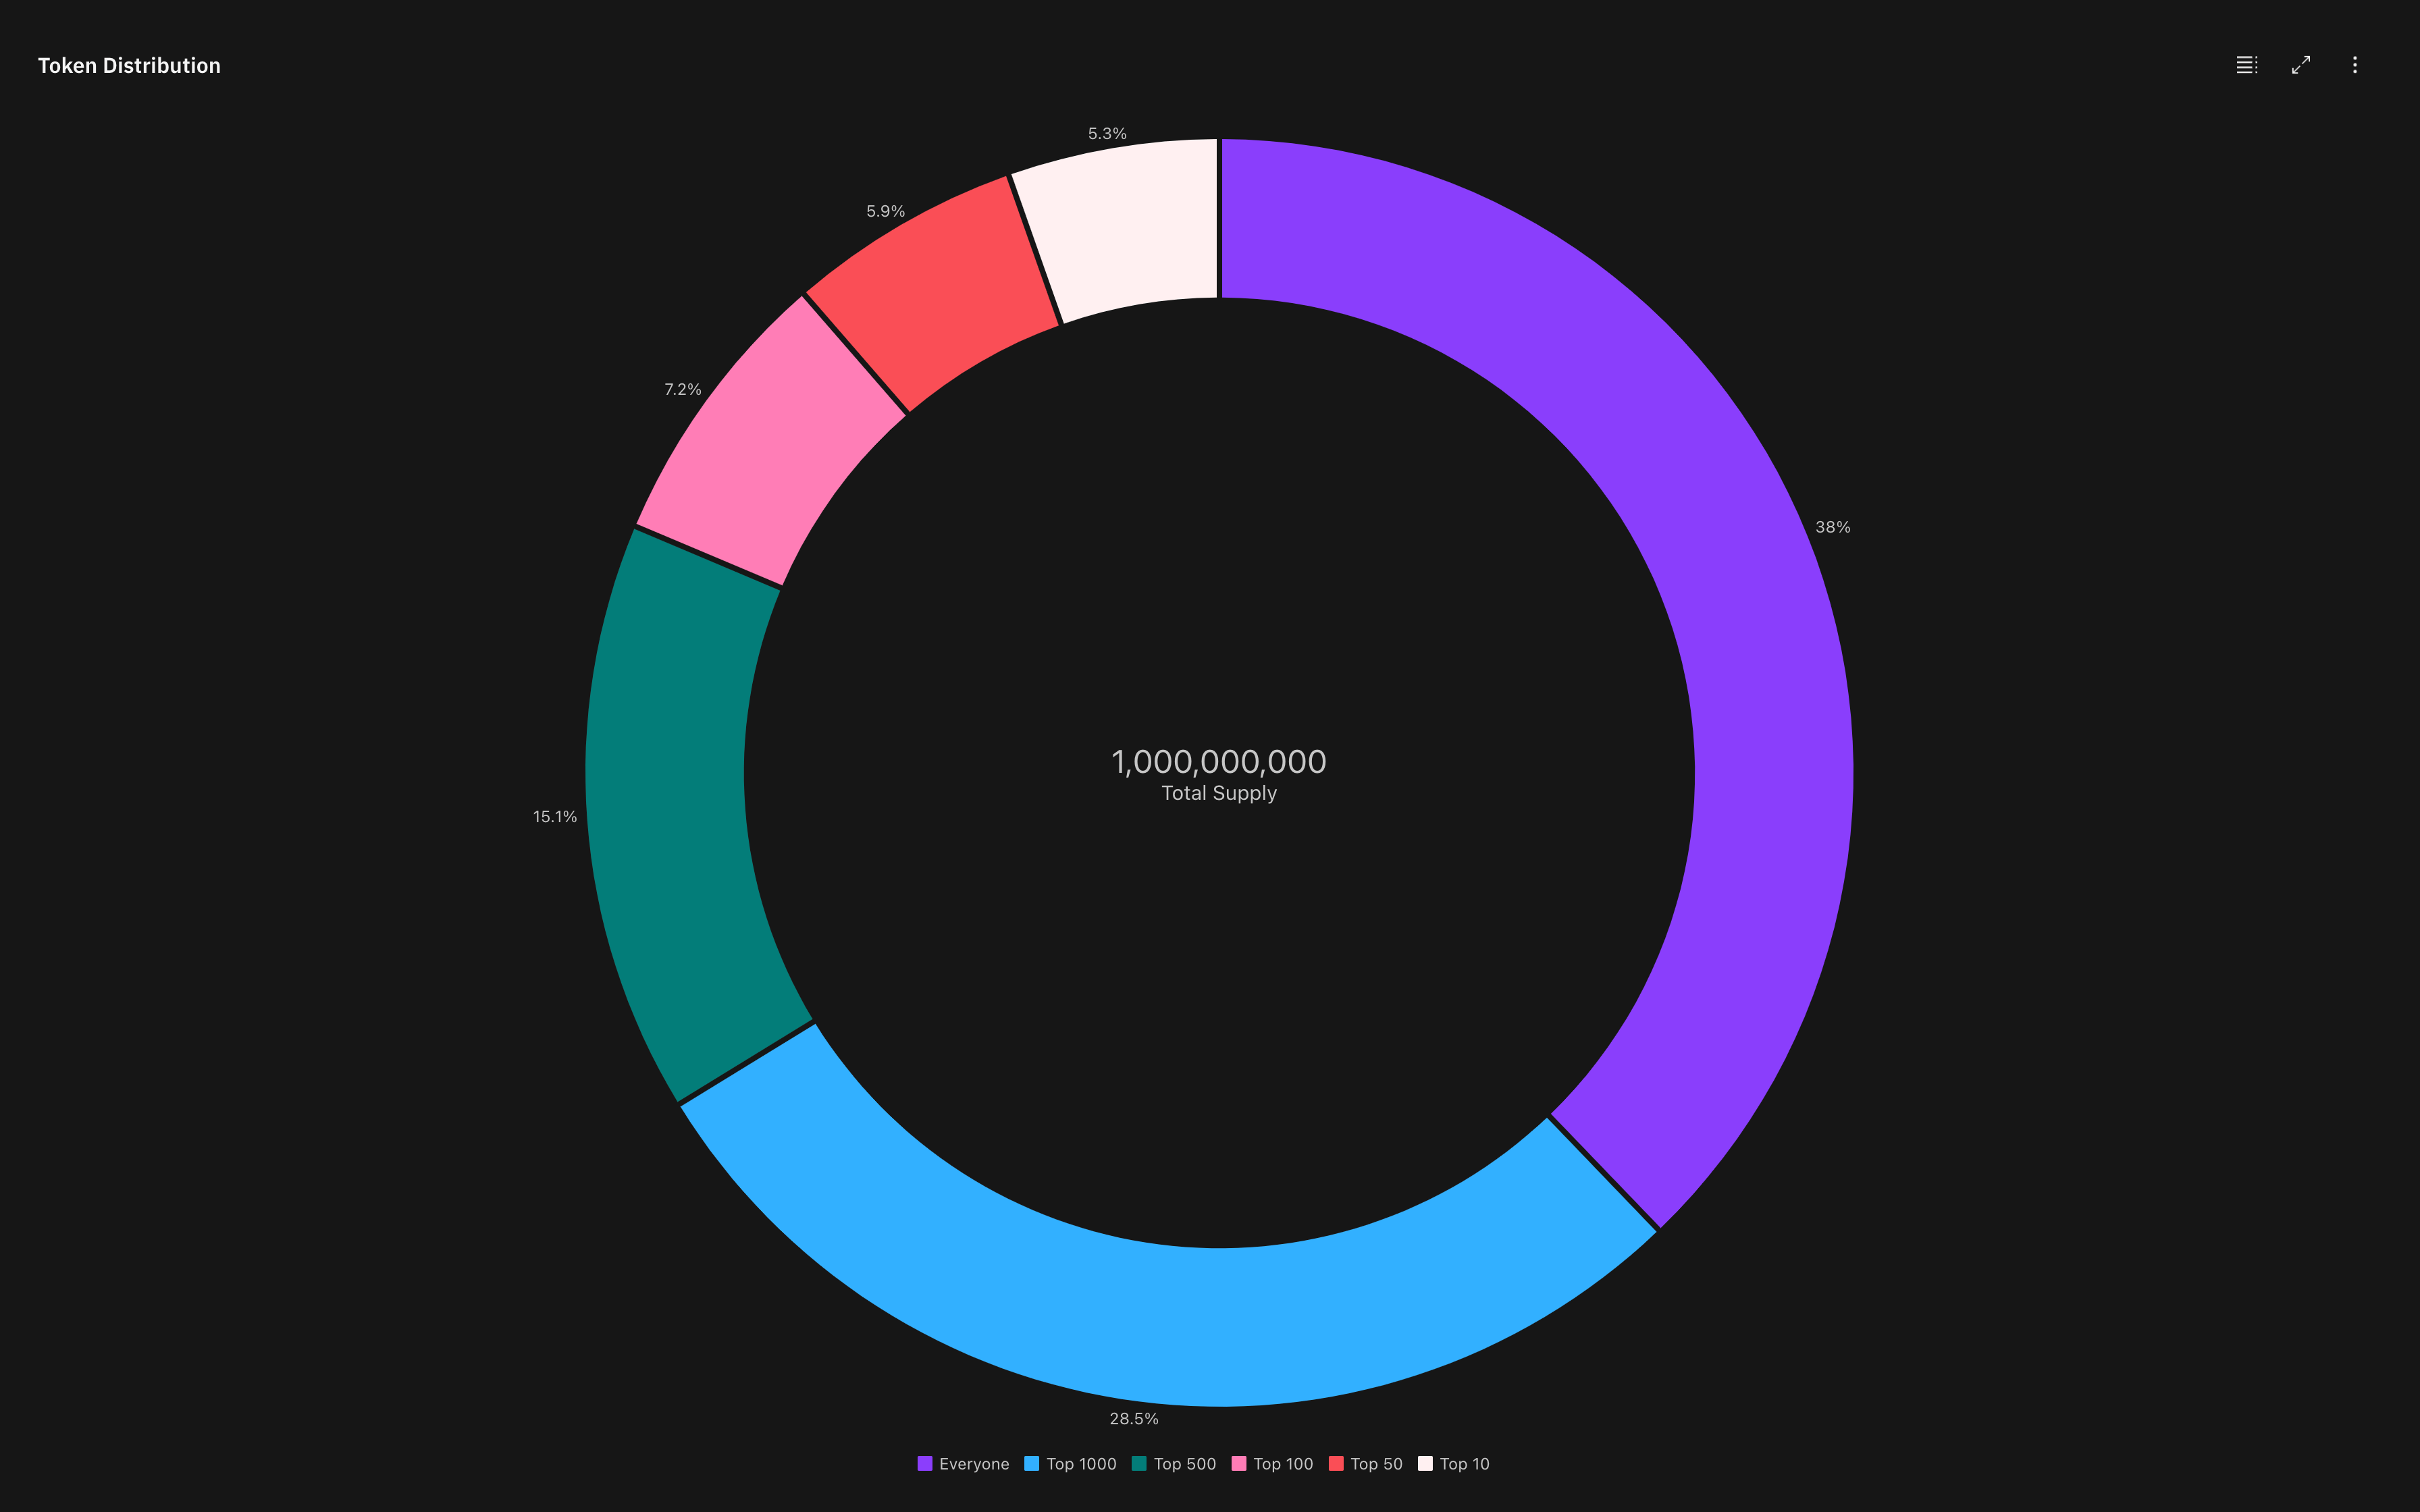 Token Distribution
5.3%
5.9%
7.2%
38%
1,000,000,000
Total Supply
15.1%
28.5%
Everyone Top 1000 Top 500 Top 100 Top 50 Top 10